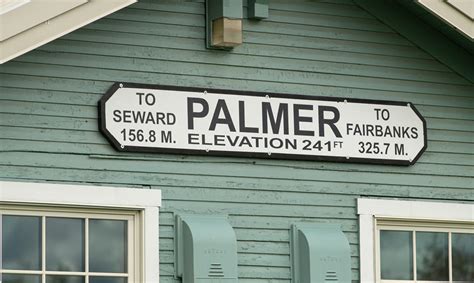 TO
SEWARD
156.8 M.
PALMER
ELEVATION 241 FT
TO
FAIRBANKS
325.7 M.